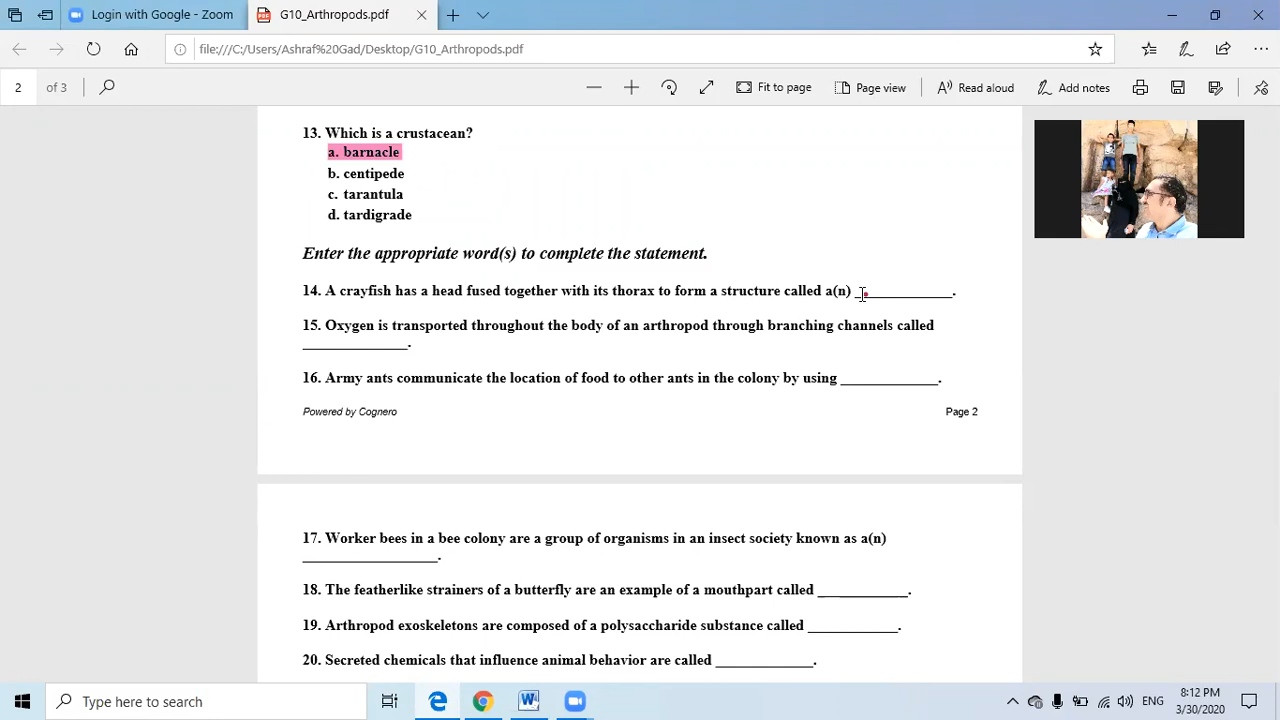 Join with Google - Zoom
G10_Arthropods.pdf
file:///C:/Users/Ashraf%20Gad/Desktop/G10_Arthropods.pdf
2 of 3
Fit to page
Page view
Read aloud
Add notes
13. Which is a crustacean?
a. barnacle
b. centipede
c. tarantula
d. tardigrade
Enter the appropriate word(s) to complete the statement.
14. A crayfish has a head fused together with its thorax to form a structure called a(n) _____________.
15. Oxygen is transported throughout the body of an arthropod through branching channels called
______________.
16. Army ants communicate the location of food to other ants in the colony by using _____________.
Powered by Cognero
Page 2
17. Worker bees in a bee colony are a group of organisms in an insect society known as a(n)
__________________.
18. The featherlike strainers of a butterfly are an example of a mouthpart called ____________.
19. Arthropod exoskeletons are composed of a polysaccharide substance called ____________.
20. Secreted chemicals that influence animal behavior are called _____________.
Type here to search
ENG
8:12 PM
3/30/2020